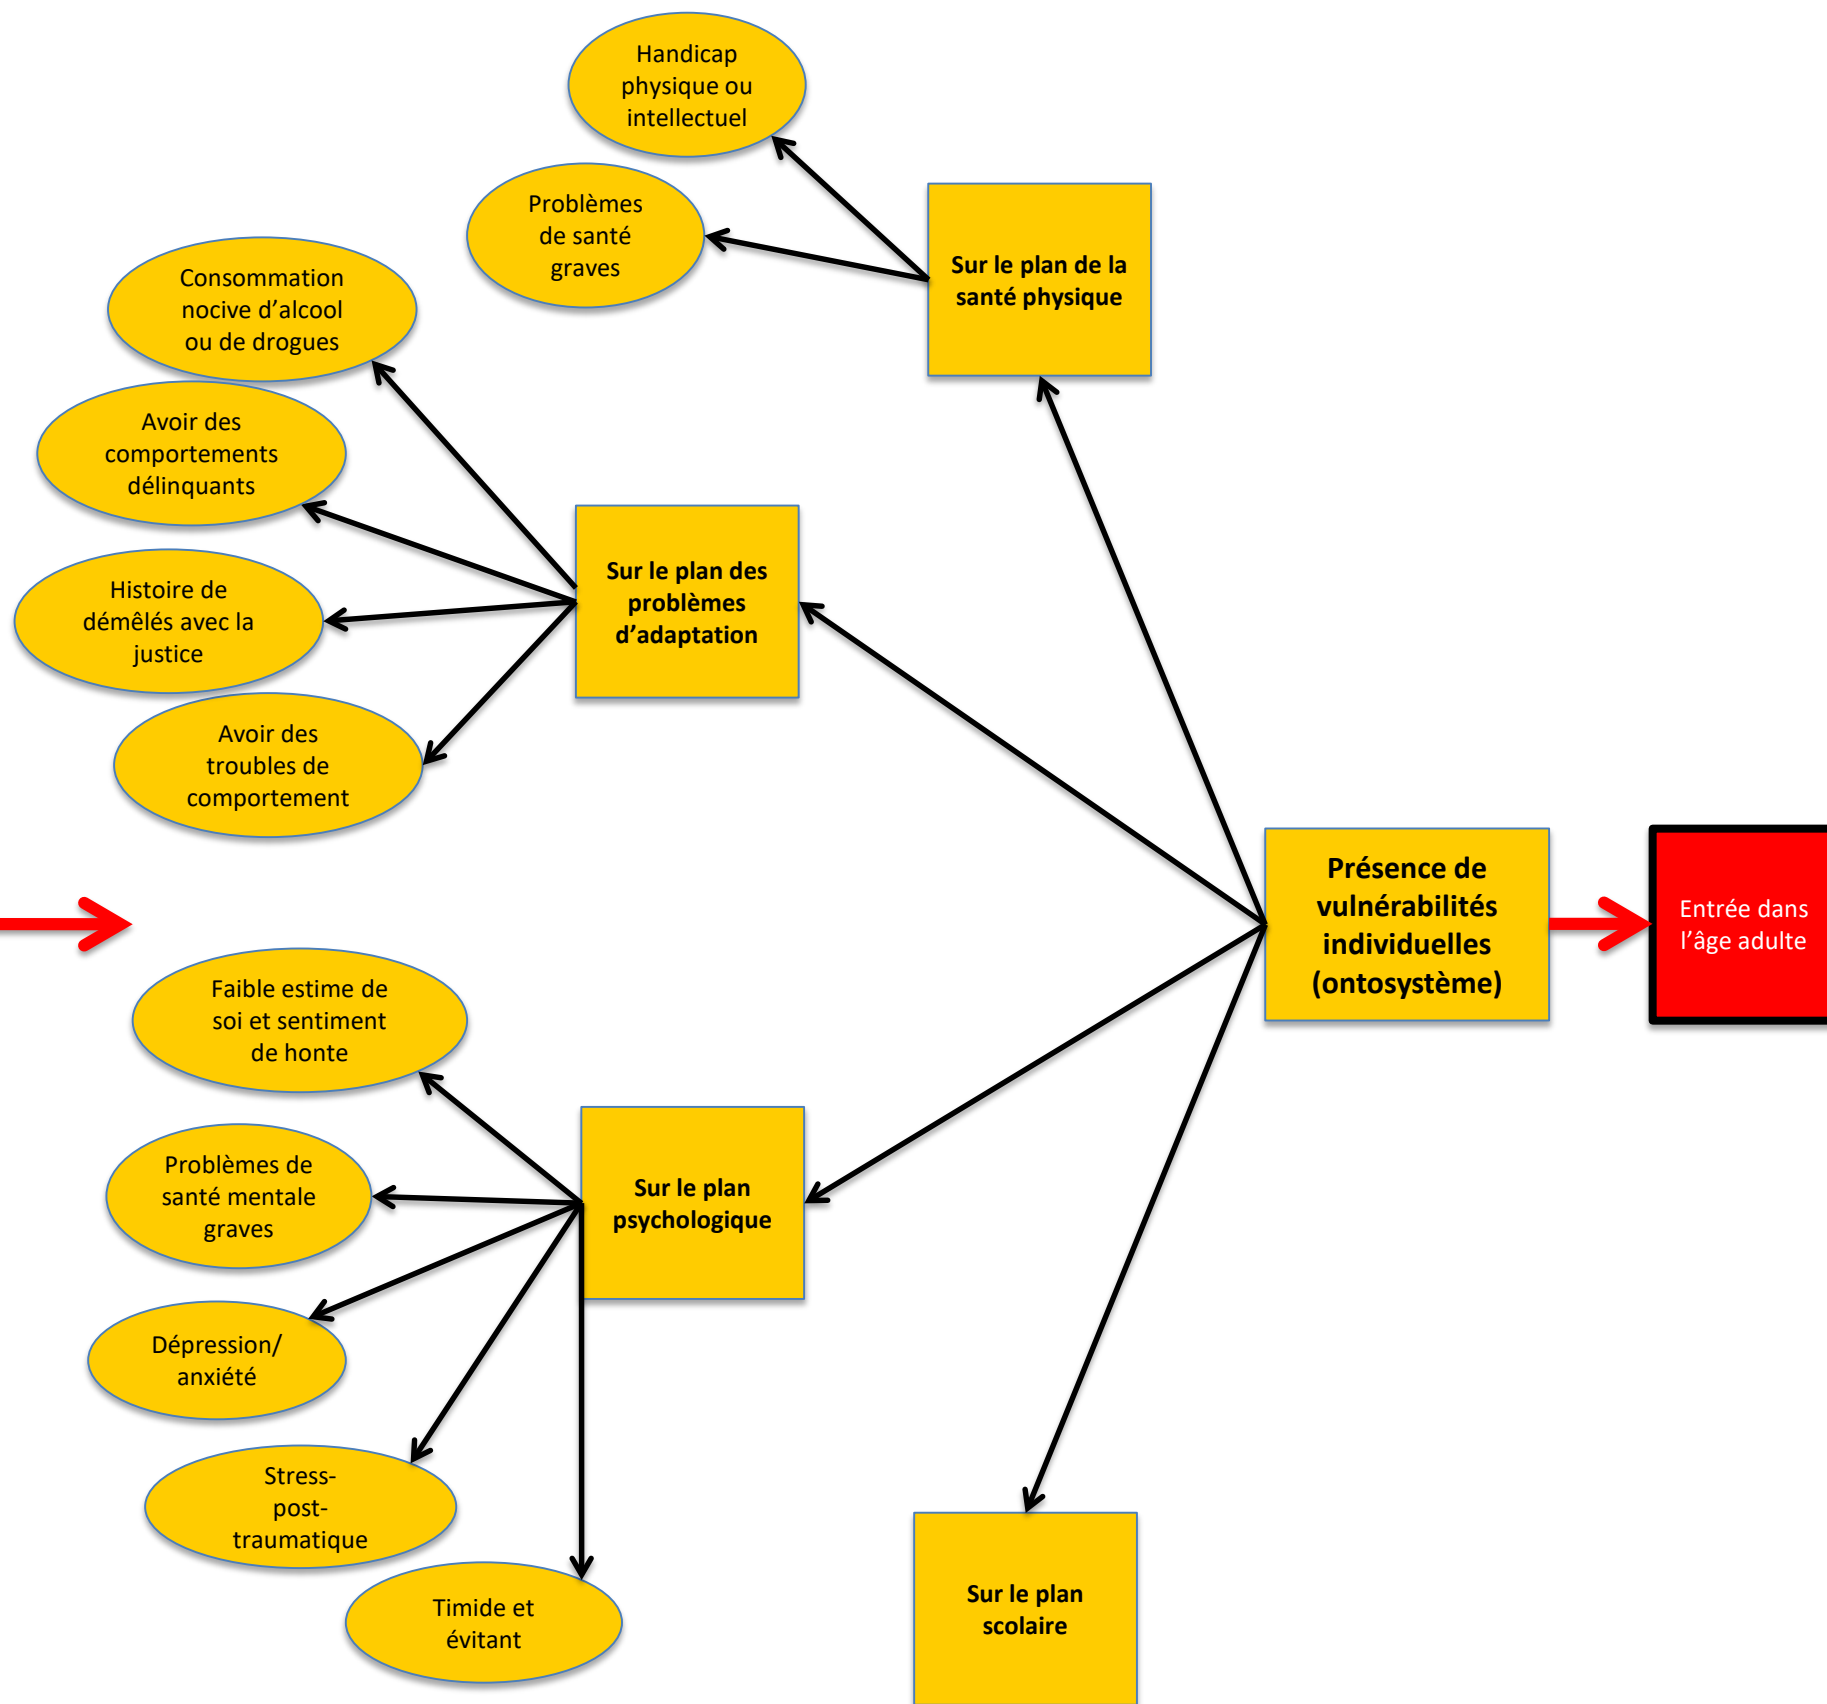 Handicap
physique ou
intellectuel
Problèmes
de santé
graves
Sur le plan de la
santé physique
Consommation
nocive d’alcool
ou de drogues
Avoir des
comportements
délinquants
Histoire de
démêlés avec la
justice
Avoir des
troubles de
comportement
Sur le plan des
problèmes
d’adaptation
Présence de
vulnérabilités
individuelles
(ontosystème)
Entrée dans
l’âge adulte
Faible estime de
soi et sentiment
de honte
Problèmes de
santé mentale
graves
Dépression/
anxiété
Stress-
post-
traumatique
Timide et
évitant
Sur le plan
psychologique
Sur le plan
scolaire